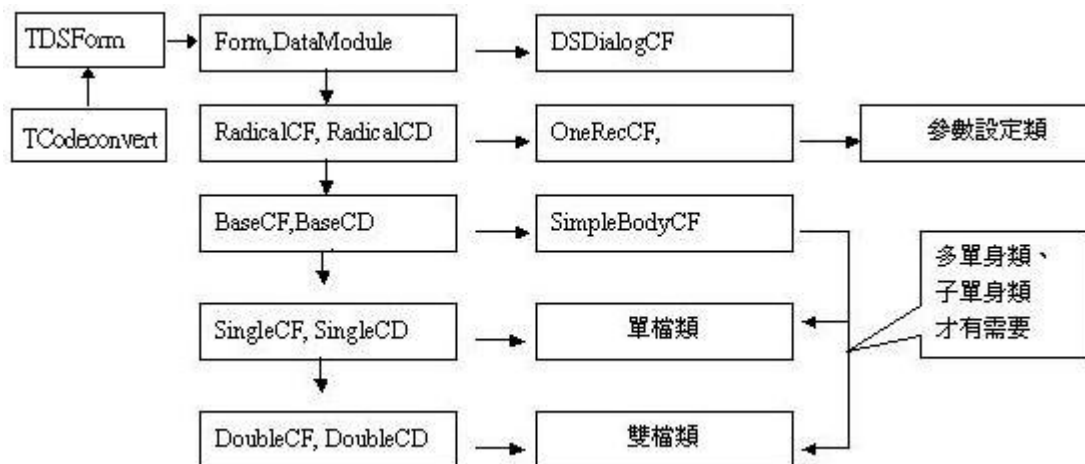 TDSForm
Form,DataModule
DSDialogCF
TCodeconvert
RadicalCF, RadicalCD
OneRecCF,
參數設定類
BaseCF,BaseCD
SimpleBodyCF
多單身類、
子單身類
才有需要
SingleCF, SingleCD
單檔類
DoubleCF, DoubleCD
雙檔類